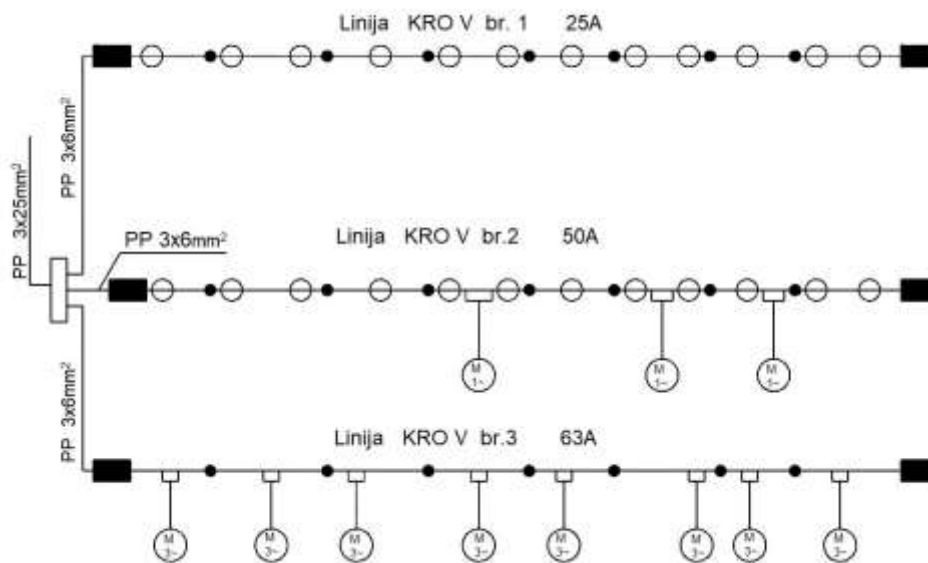 Linija KRO V br. 1 25A
PP 3x6mm²
PP 3x25mm²
Linija KRO V br.2 50A
PP 3x6mm²
M
1~
M
1~
M
1~
PP 3x6mm²
Linija KRO V br.3 63A
M
3~
M
3~
M
3~
M
3~
M
3~
M
3~
M
3~
M
3~